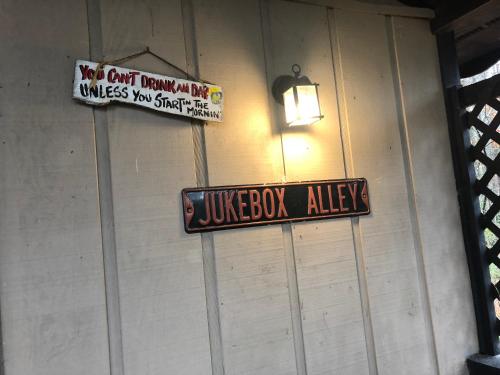 YOU CAN'T DRINK ALL DAY
UNLESS YOU START IN THE
MORNIN'
JUKEBOX ALLEY